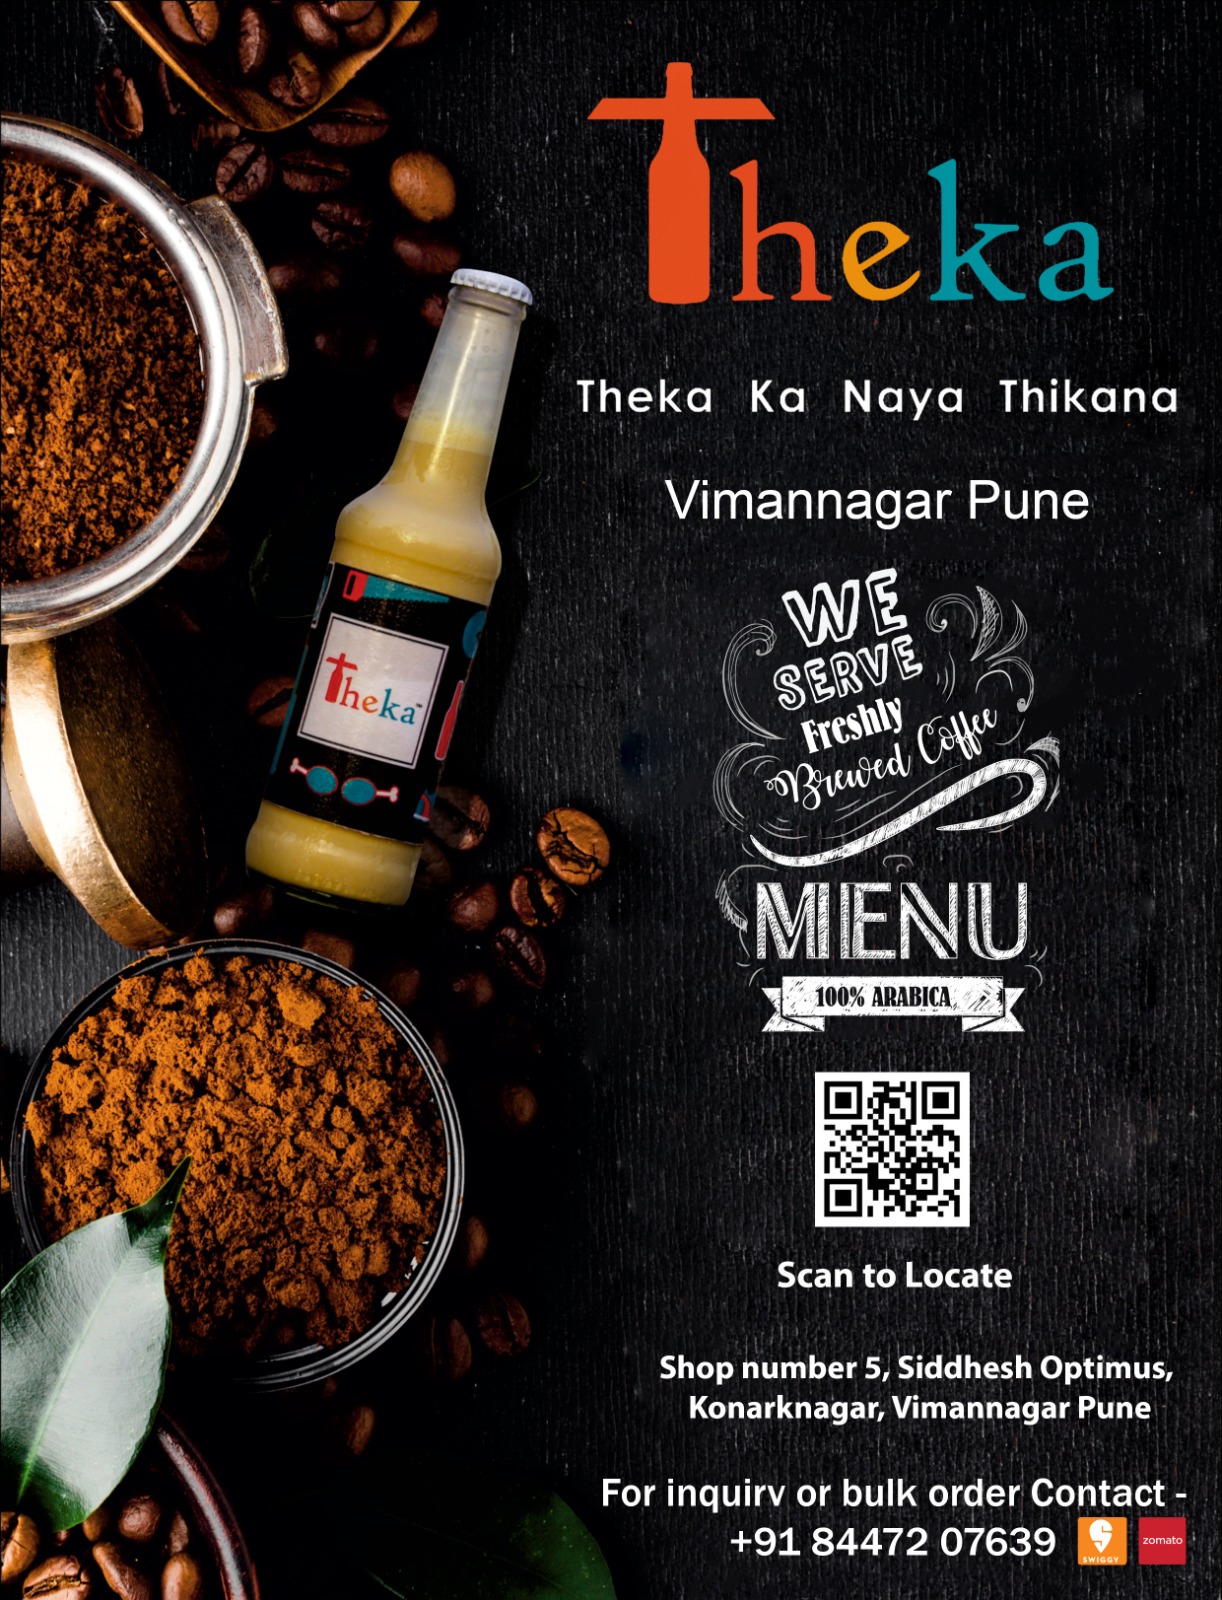 Theka
Theka Ka Naya Thikana
Vimannagar Pune
WE
SERVE
Freshly
Brewed Coffee
MENU
100% ARABICA
Theka™
Scan to Locate
Shop number 5, Siddhesh Optimus,
Konarknagar, Vimannagar Pune
For inquirv or bulk order Contact -
+91 84472 07639
SWIGGY
zomato